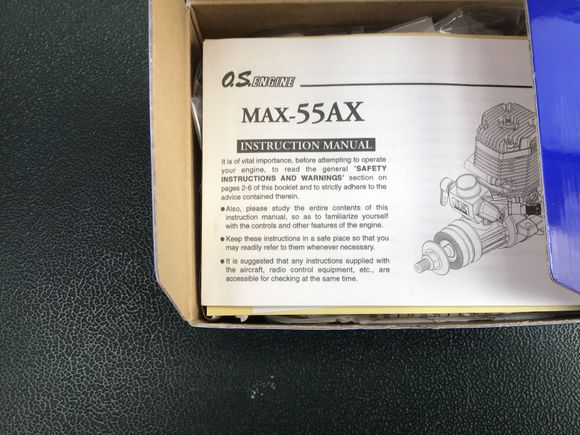 O.S. ENGINE
MAX-55AX
INSTRUCTION MANUAL
It is of vital importance, before attempting to operate
your engine, to read the general "SAFETY
INSTRUCTIONS AND WARNINGS" section on
pages 2-6 of this booklet and to strictly adhere to the
advice contained therein.
● Also, please study the entire contents of this
instruction manual, so as to familiarize yourself
with the controls and other features of the engine.
● Keep these instructions in a safe place so that you
may readily refer to them whenever necessary.
● It is suggested that any instructions supplied with
the aircraft, radio control equipment, etc., are
accessible for checking at the same time.